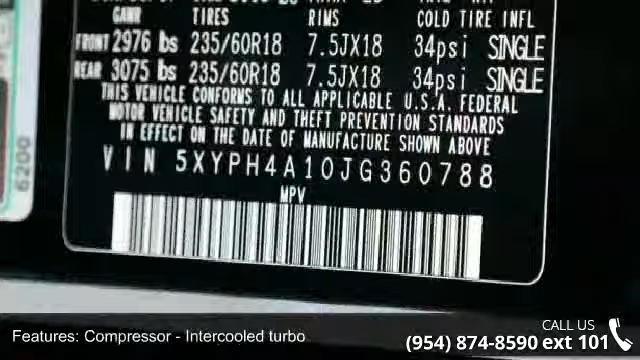 GAWR TIRES RIMS COLD TIRE INFL
FRONT 2976 bs 235/60R18 7.5JX18 34psi SINGLE
REAR 3075 bs 235/60R18 7.5JX18 34psi SINGLE
THIS VEHICLE CONFORMS TO ALL APPLICABLE U.S.A. FEDERAL
MOTOR VEHICLE SAFETY AND THEFT PREVENTION STANDARDS
IN EFFECT ON THE DATE OF MANUFACTURE SHOWN ABOVE
VIN 5XYPH4A10JG360788
MPV
6200
Features: Compressor - Intercooled turbo
CALL US
(954) 874-8590 ext 101